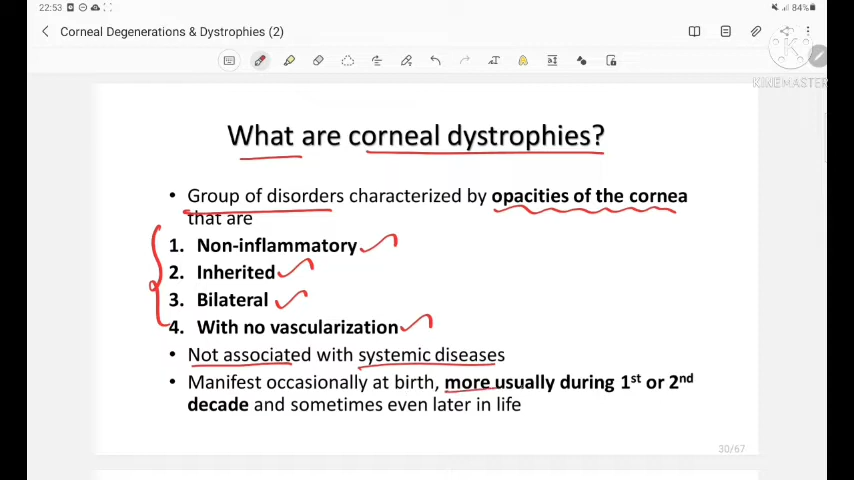 22:53
84%
Corneal Degenerations & Dystrophies (2)
K
KINEMASTER
What are corneal dystrophies?
• Group of disorders characterized by opacities of the cornea
that are
1. Non-inflammatory
2. Inherited
3. Bilateral
4. With no vascularization
• Not associated with systemic diseases
• Manifest occasionally at birth, more usually during 1st or 2nd
decade and sometimes even later in life
30/67